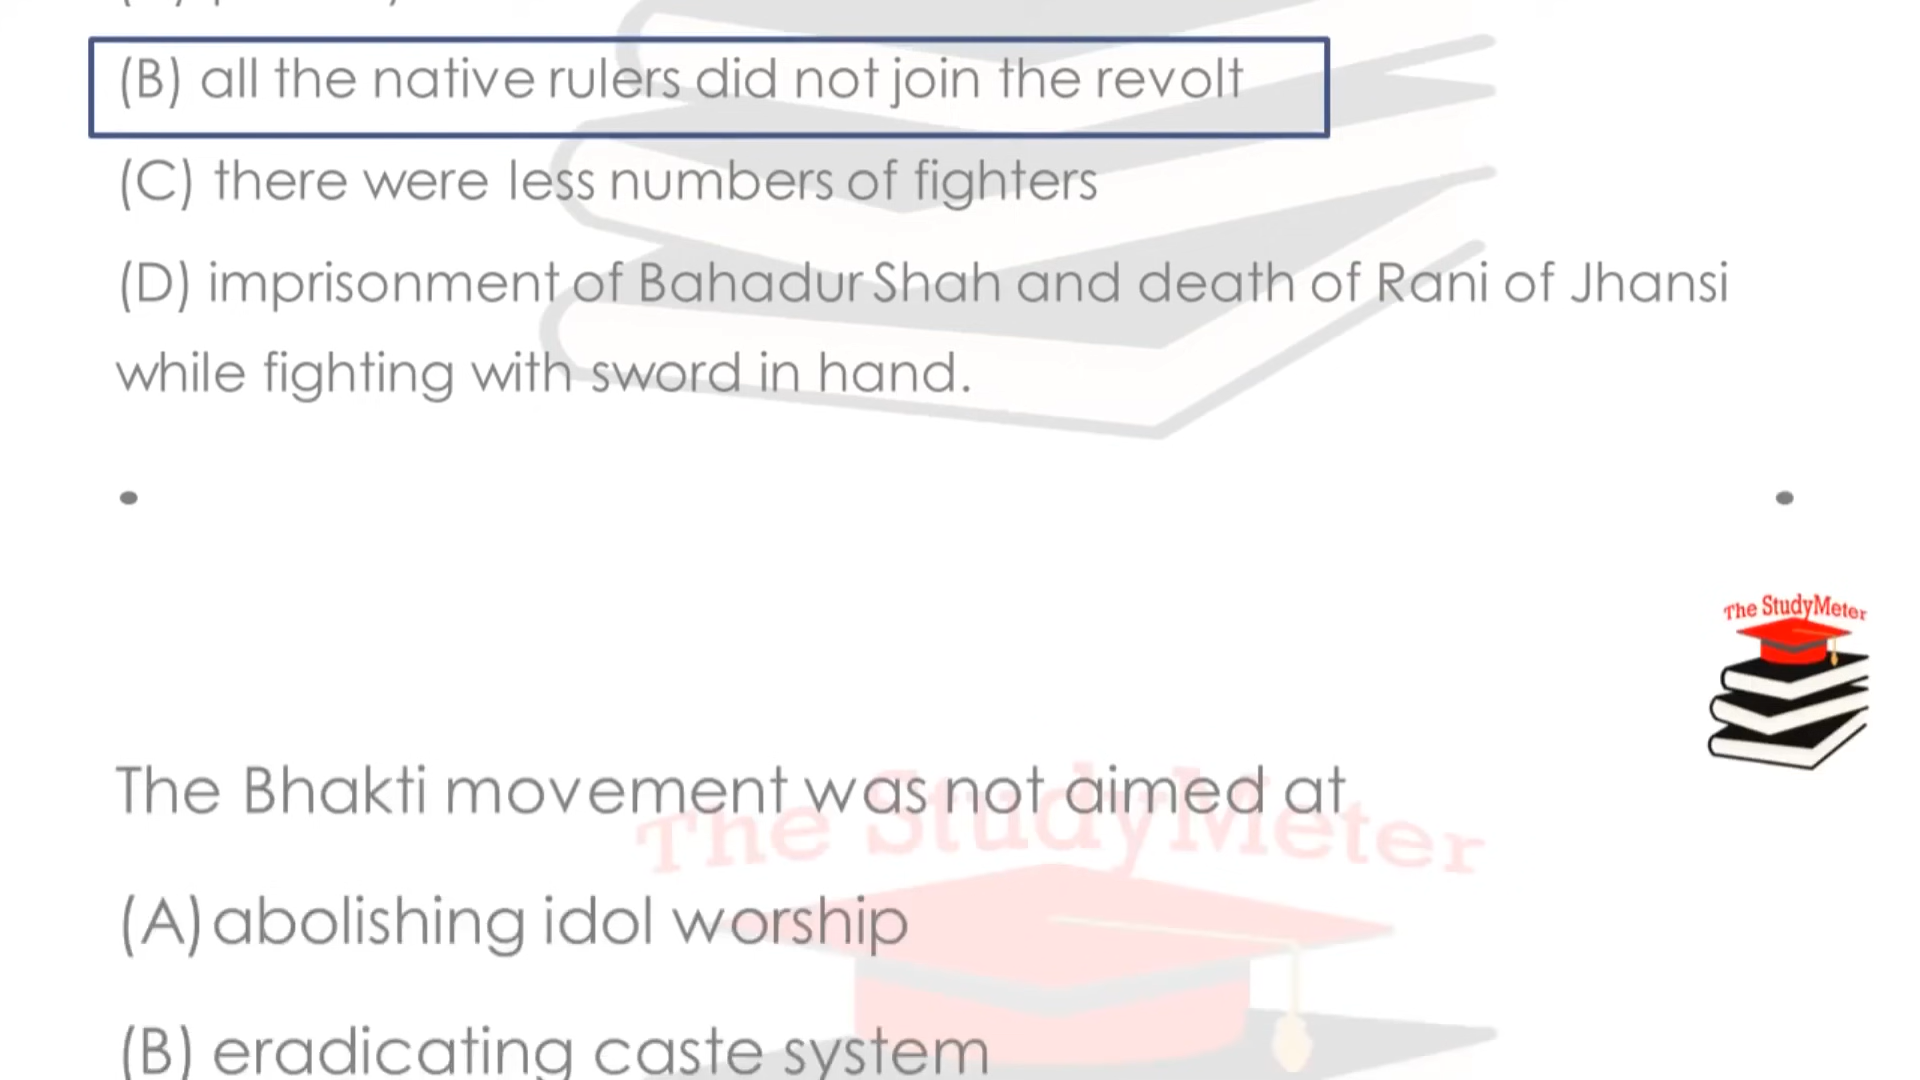 (B) all the native rulers did not join the revolt
(C) there were less numbers of fighters
(D) imprisonment of Bahadur Shah and death of Rani of Jhansi
while fighting with sword in hand.
The StudyMeter
The Bhakti movement was not aimed at
The StudyMeter
(A) abolishing idol worship
(B) eradicating caste system